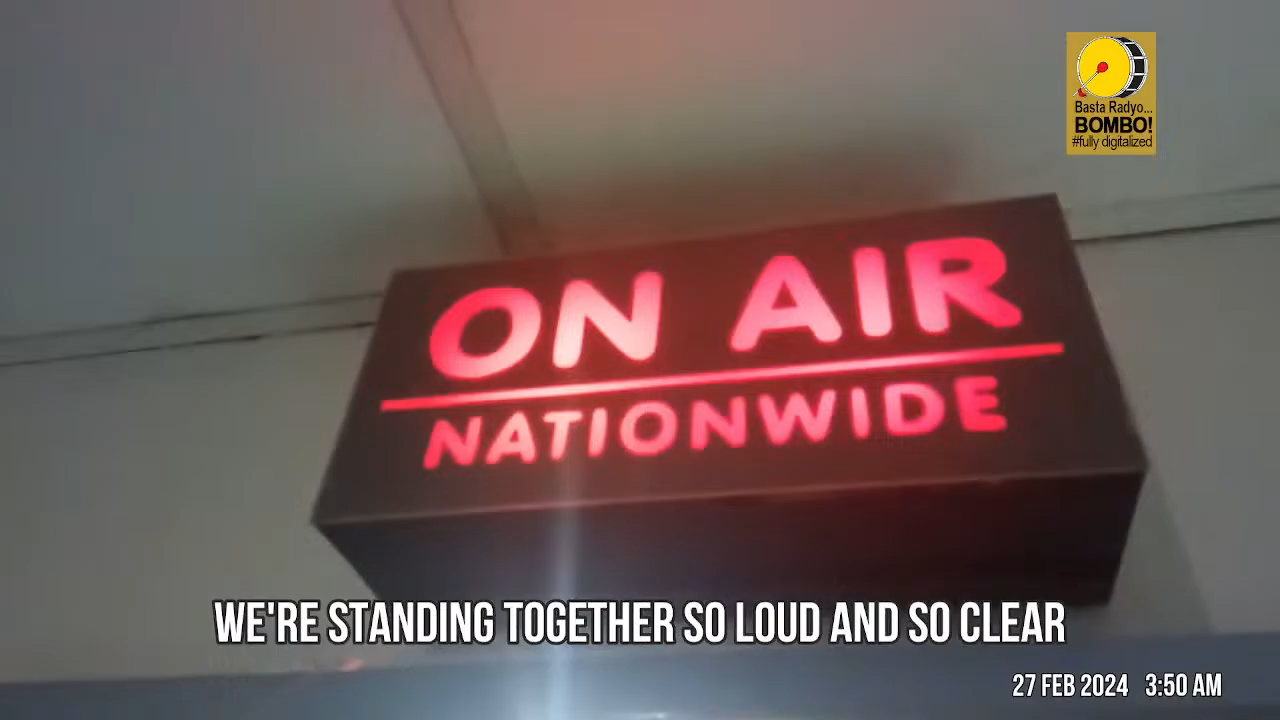 Basta Radyo...
BOMBO!
#fully digitalized
ON AIR
NATIONWIDE
WE'RE STANDING TOGETHER SO LOUD AND SO CLEAR
27 FEB 2024 3:50 AM